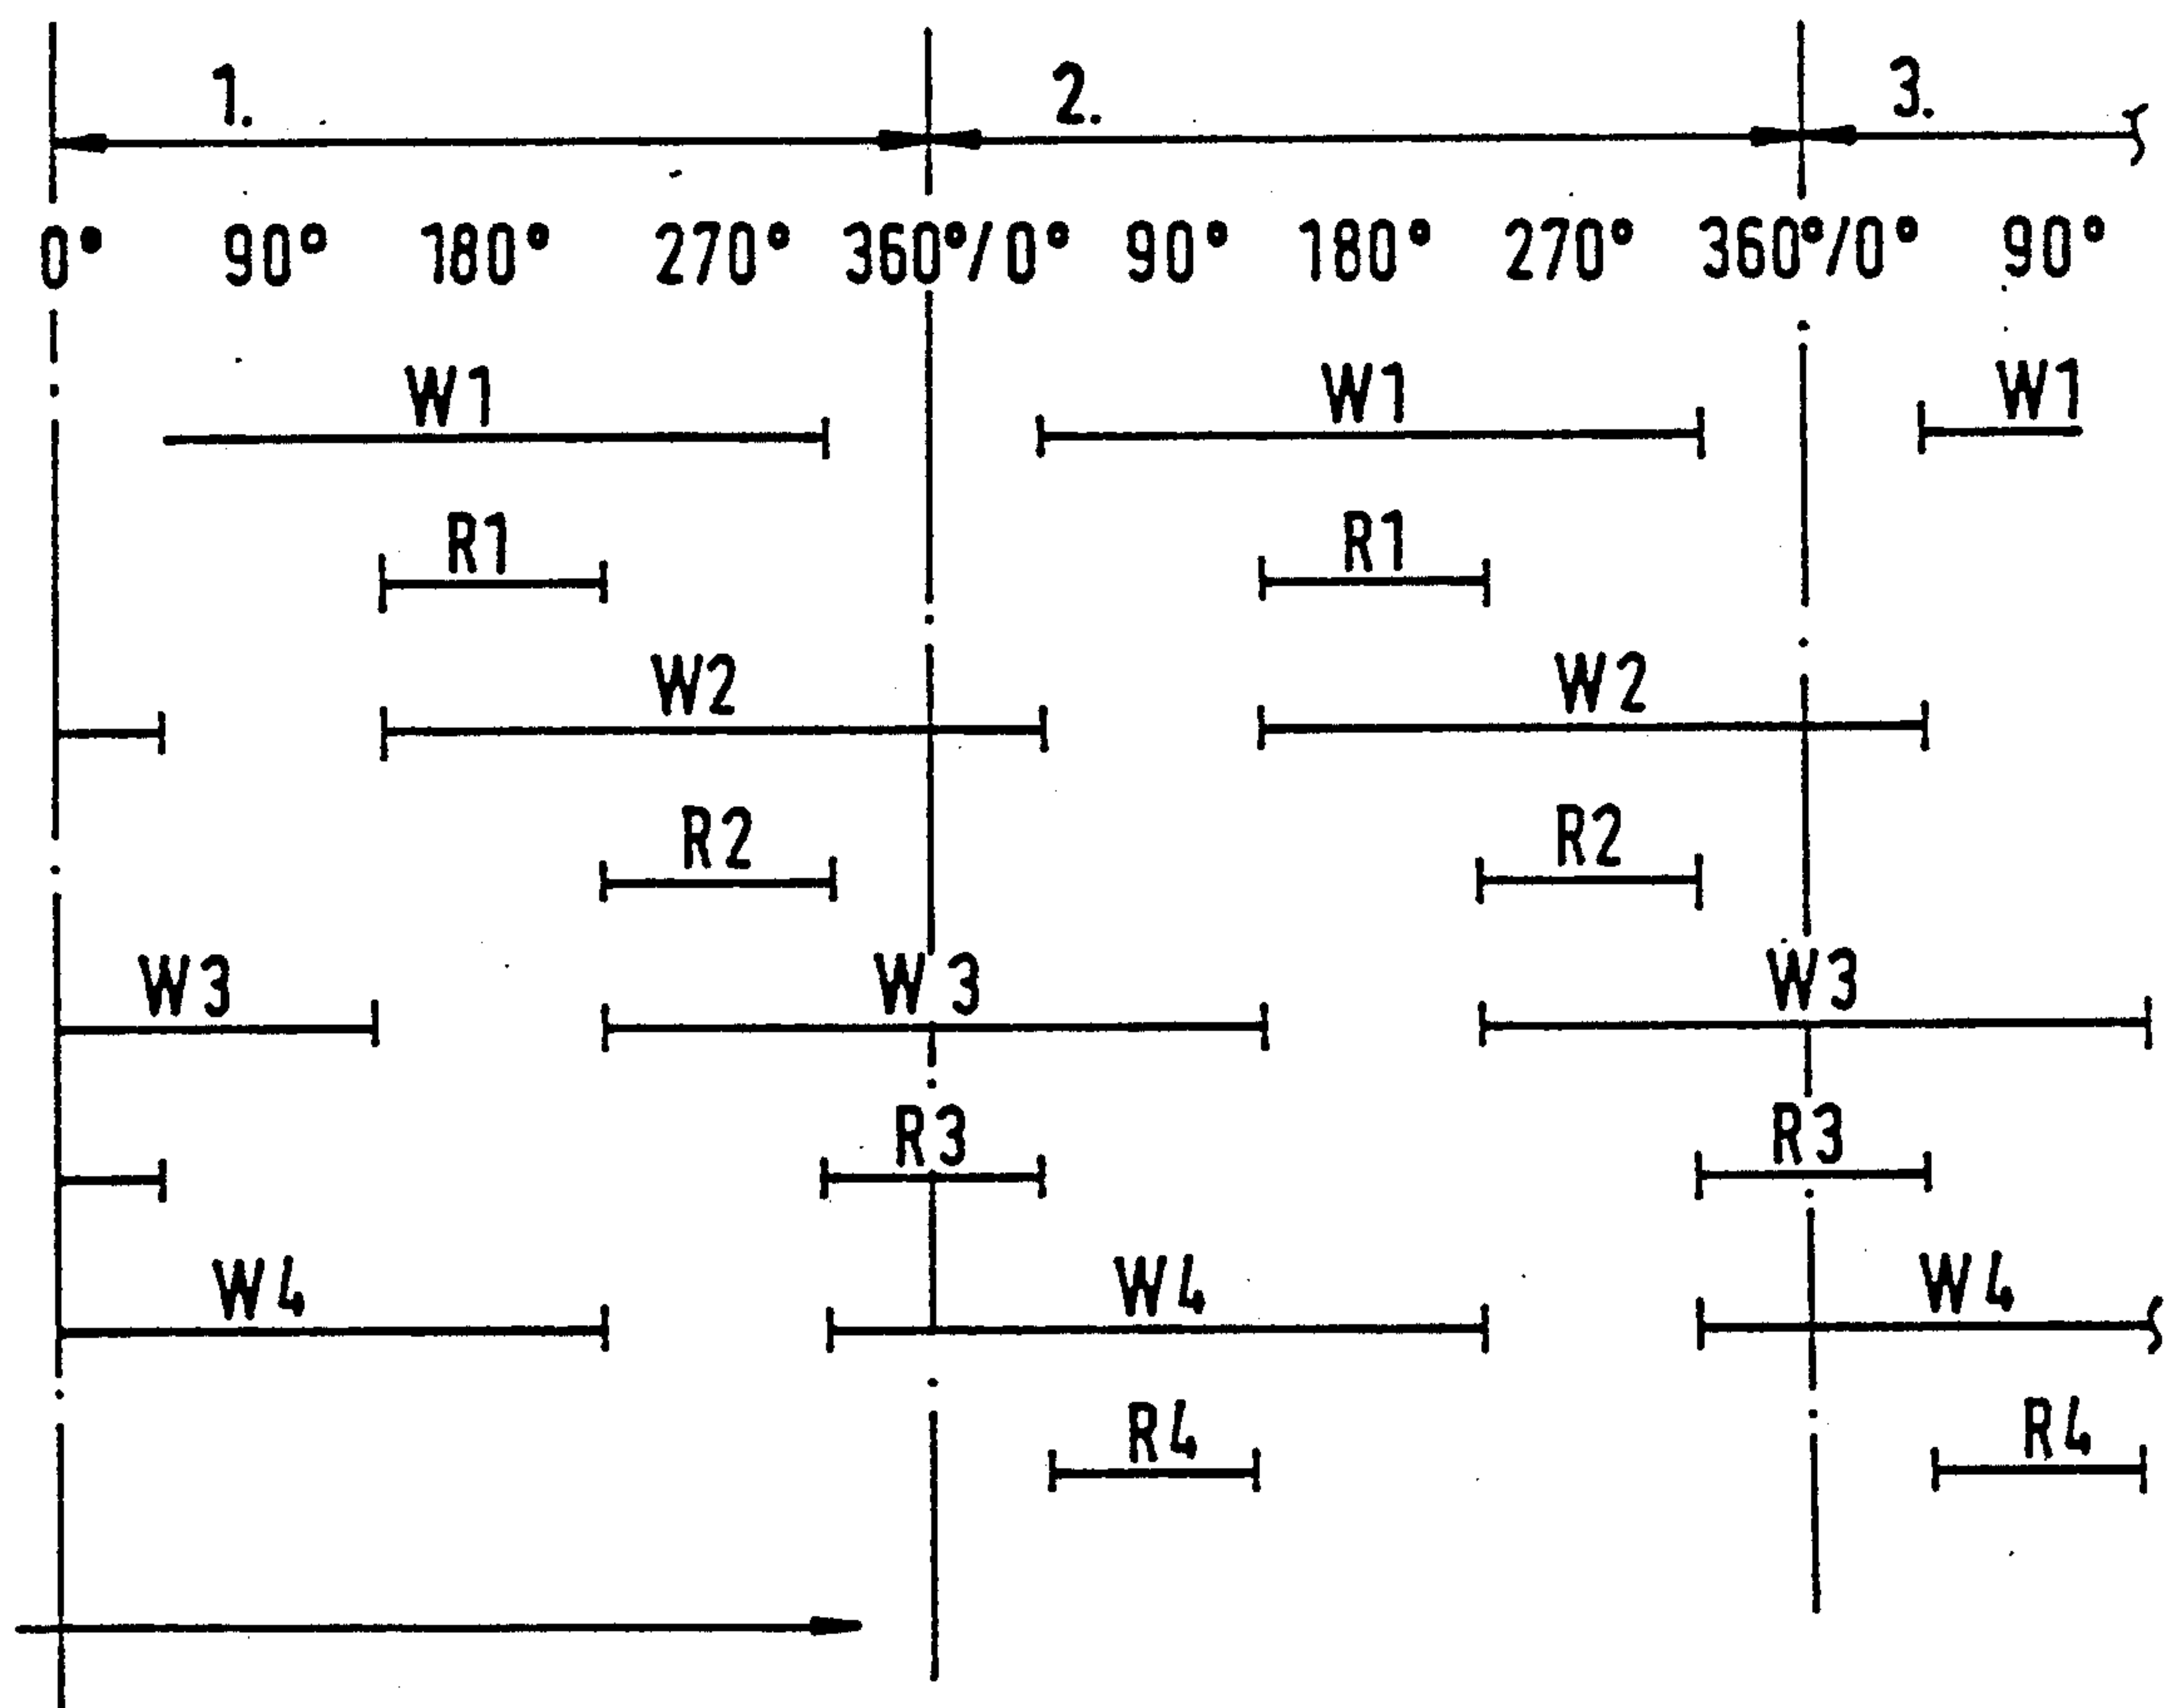 1. 2. 3.
0° 90° 180° 270° 360°/0° 90° 180° 270° 360°/0° 90°
W1 W1 W1
R1 R1
W2 W2
R2 R2
W3 W3 W3
R3 R3
W4 W4 W4
R4 R4